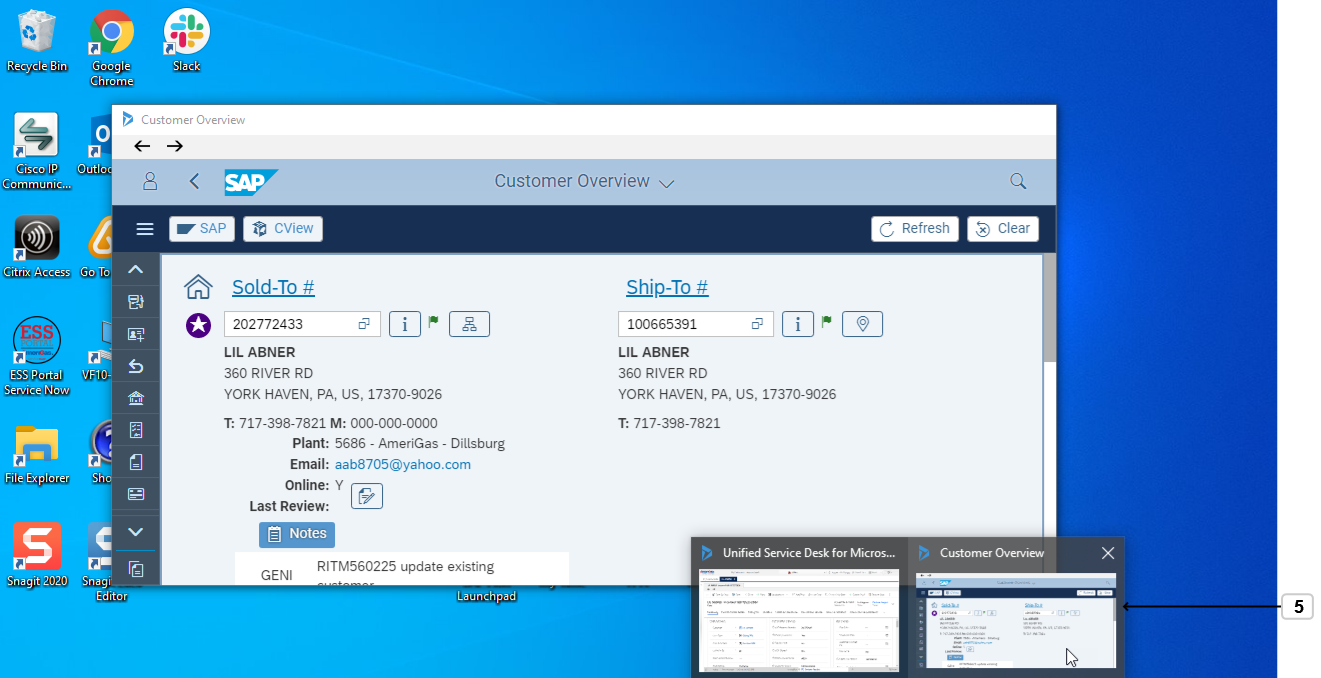 Recycle Bin
Google
Chrome
Slack
Cisco IP
Communic...
Outloo
Citrix Access
Go To
ESS
ESS Portal
Service Now
VF10-
File Explorer
Sho
Snagit 2020
Snagi
Editor
Launchpad
Customer Overview
SAP
Customer Overview
SAP
CView
Refresh
Clear
Sold-To #
Ship-To #
202772433
100665391
LIL ABNER
LIL ABNER
360 RIVER RD
360 RIVER RD
YORK HAVEN, PA, US, 17370-9026
YORK HAVEN, PA, US, 17370-9026
T: 717-398-7821 M: 000-000-0000
T: 717-398-7821
Plant: 5686 - AmeriGas - Dillsburg
Email: aab8705@yahoo.com
Online: Y
Last Review:
Notes
GENI
RITM560225 update existing
customer
Unified Service Desk for Micros...
Customer Overview
5